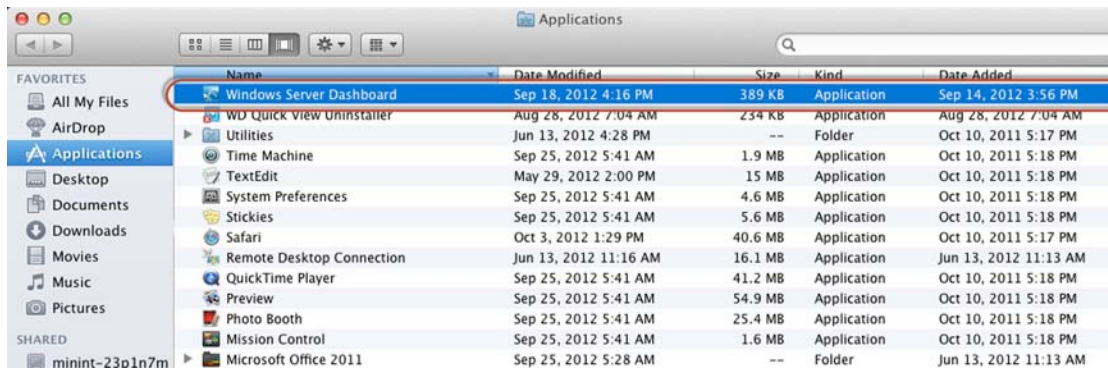 Applications
FAVORITES
All My Files
AirDrop
Applications
Desktop
Documents
Downloads
Movies
Music
Pictures
SHARED
minint-23p1n7m
Name Date Modified Size Kind Date Added
Windows Server Dashboard Sep 18, 2012 4:16 PM 389 KB Application Sep 14, 2012 3:56 PM
WD Quick View Uninstaller Aug 28, 2012 7:04 AM 234 KB Application Aug 28, 2012 7:04 AM
Utilities Jun 13, 2012 4:28 PM -- Folder Oct 10, 2011 5:17 PM
Time Machine Sep 25, 2012 5:41 AM 1.9 MB Application Oct 10, 2011 5:18 PM
TextEdit May 29, 2012 2:00 PM 15 MB Application Oct 10, 2011 5:18 PM
System Preferences Sep 25, 2012 5:41 AM 4.6 MB Application Oct 10, 2011 5:18 PM
Stickies Sep 25, 2012 5:41 AM 5.6 MB Application Oct 10, 2011 5:18 PM
Safari Oct 3, 2012 1:29 PM 40.6 MB Application Oct 10, 2011 5:17 PM
Remote Desktop Connection Jun 13, 2012 11:16 AM 16.1 MB Application Jun 13, 2012 11:13 AM
QuickTime Player Sep 25, 2012 5:41 AM 41.2 MB Application Oct 10, 2011 5:18 PM
Preview Sep 25, 2012 5:41 AM 54.9 MB Application Oct 10, 2011 5:18 PM
Photo Booth Sep 25, 2012 5:41 AM 25.4 MB Application Oct 10, 2011 5:18 PM
Mission Control Sep 25, 2012 5:41 AM 1.6 MB Application Oct 10, 2011 5:18 PM
Microsoft Office 2011 Sep 25, 2012 5:28 AM -- Folder Jun 13, 2012 11:13 AM